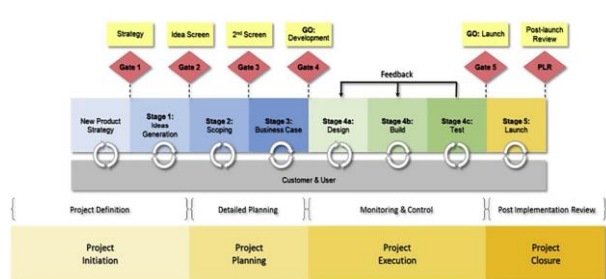 Strategy
Idea Screen
2nd Screen
GO:
Development
GO: Launch
Post-launch
Review
Gate 1
Gate 2
Gate 3
Gate 4
Gate 5
PLR
Feedback
New Product
Strategy
Stage 1:
Ideas
Generation
Stage 2:
Scoping
Stage 3:
Business Case
Stage 4a:
Design
Stage 4b:
Build
Stage 4c:
Test
Stage 5:
Launch
Customer & User
Project Definition
Detailed Planning
Monitoring & Control
Post Implementation Review
Project
Initiation
Project
Planning
Project
Execution
Project
Closure